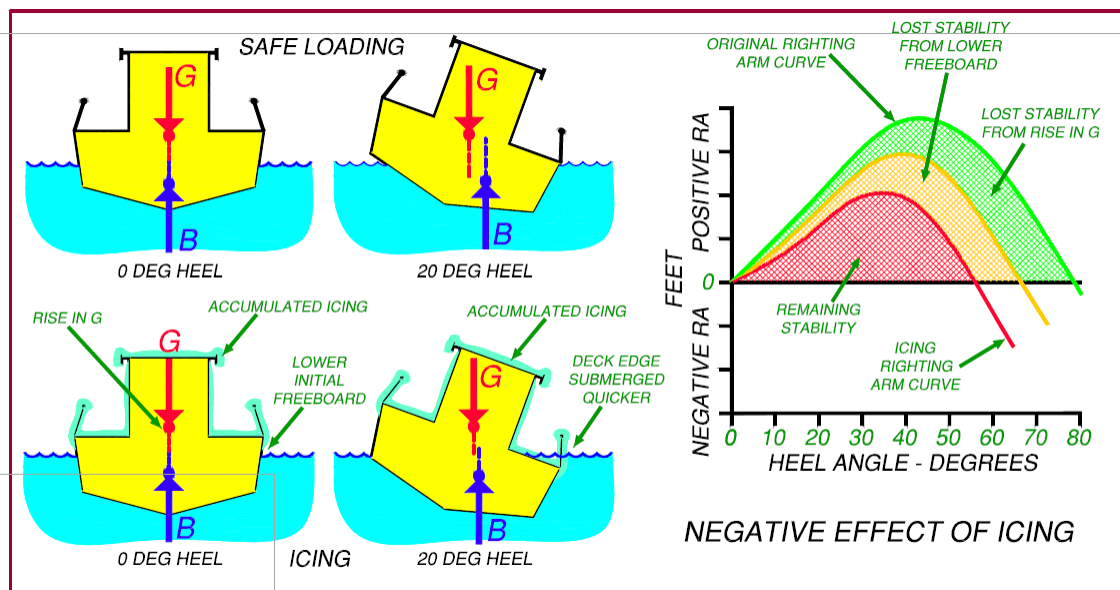 SAFE LOADING
G
B
0 DEG HEEL
G
B
20 DEG HEEL
RISE IN G
ACCUMULATED ICING
G
LOWER
INITIAL
FREEBOARD
B
0 DEG HEEL
ICING
ACCUMULATED ICING
G
DECK EDGE
SUBMERGED
QUICKER
B
20 DEG HEEL
ORIGINAL RIGHTING
ARM CURVE
LOST STABILITY
FROM LOWER
FREEBOARD
LOST STABILITY
FROM RISE IN G
FEET
POSITIVE RA
NEGATIVE RA
0
REMAINING
STABILITY
ICING
RIGHTING
ARM CURVE
0 10 20 30 40 50 60 70 80
HEEL ANGLE - DEGREES
NEGATIVE EFFECT OF ICING